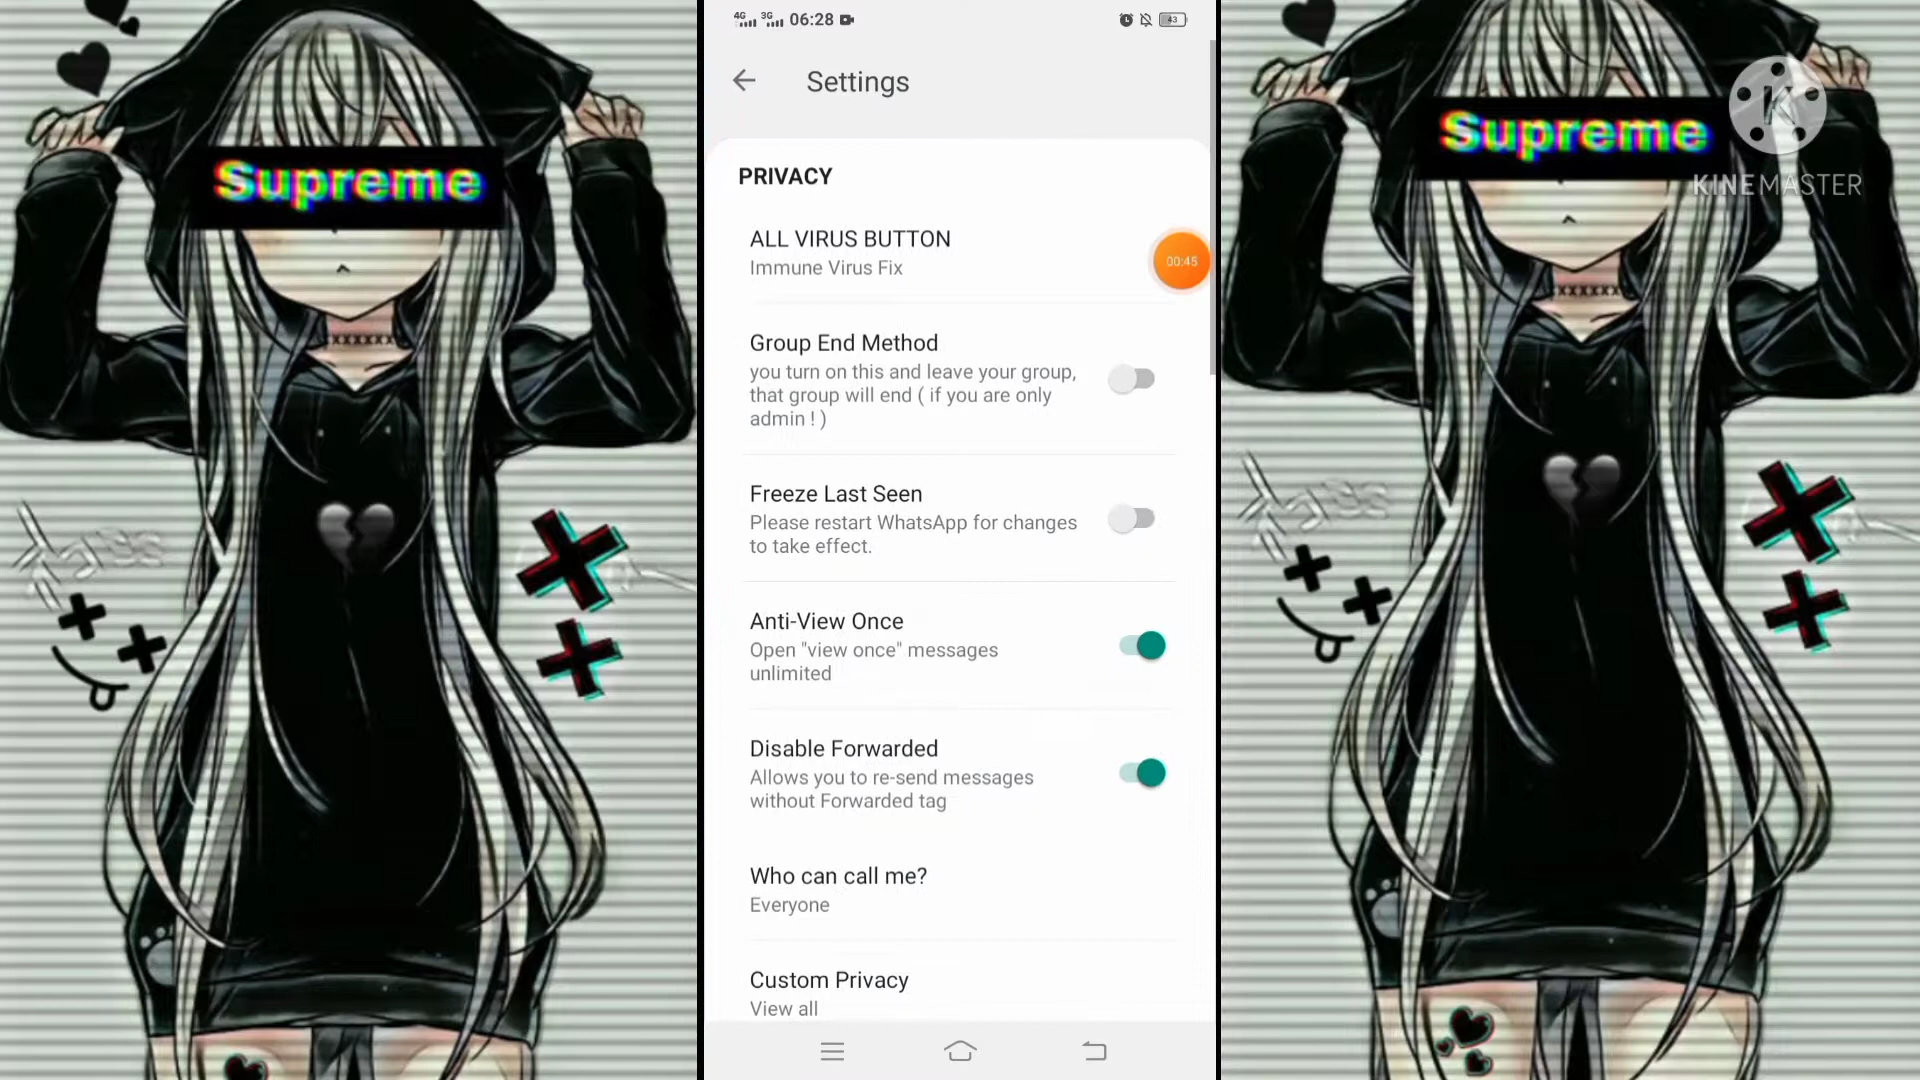 4G 3G 06:28
43
Settings
PRIVACY
ALL VIRUS BUTTON
Immune Virus Fix
00:45
Group End Method
you turn on this and leave your group,
that group will end ( if you are only
admin ! )
Freeze Last Seen
Please restart WhatsApp for changes
to take effect.
Anti-View Once
Open "view once" messages
unlimited
Disable Forwarded
Allows you to re-send messages
without Forwarded tag
Who can call me?
Everyone
Custom Privacy
View all
Supreme
Supreme
K
KINEMASTER